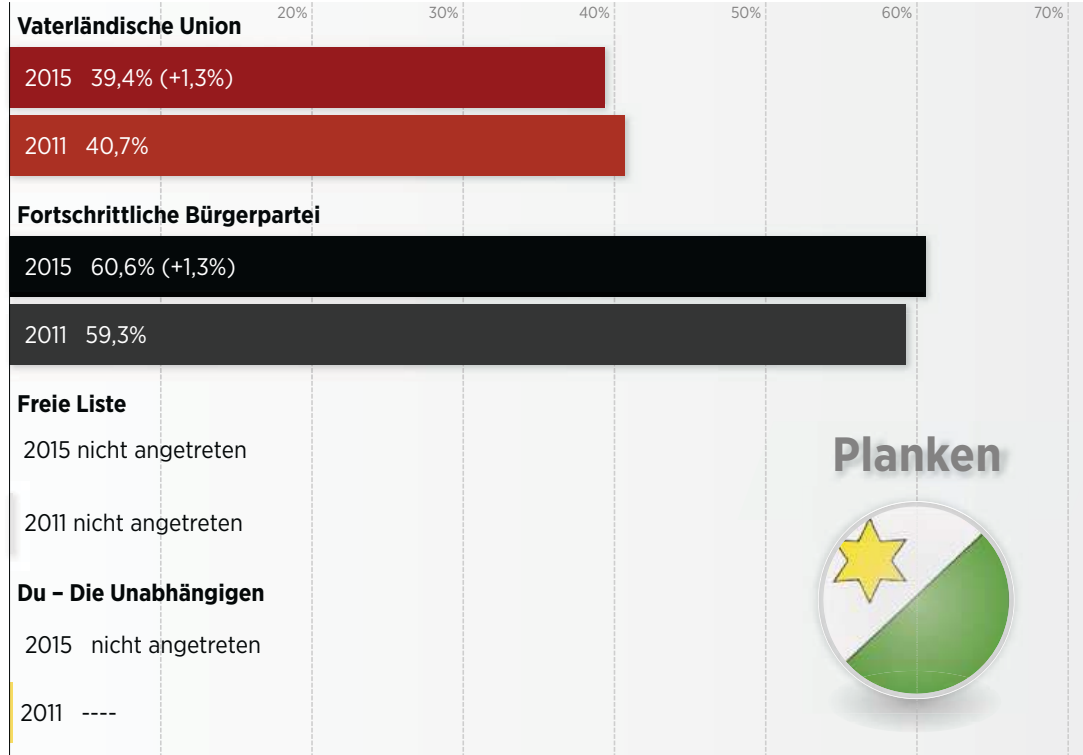 20% 30% 40% 50% 60% 70%
Vaterländische Union
2015 39,4% (+1,3%)
2011 40,7%
Fortschrittliche Bürgerpartei
2015 60,6% (+1,3%)
2011 59,3%
Freie Liste
2015 nicht angetreten
2011 nicht angetreten
Planken
Du – Die Unabhängigen
2015 nicht angetreten
2011 ----